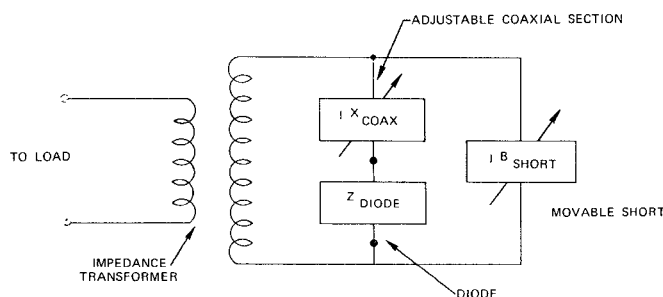 ADJUSTABLE COAXIAL SECTION
j X COAX
TO LOAD
j B SHORT
Z DIODE
MOVABLE SHORT
IMPEDANCE
TRANSFORMER
DIODE